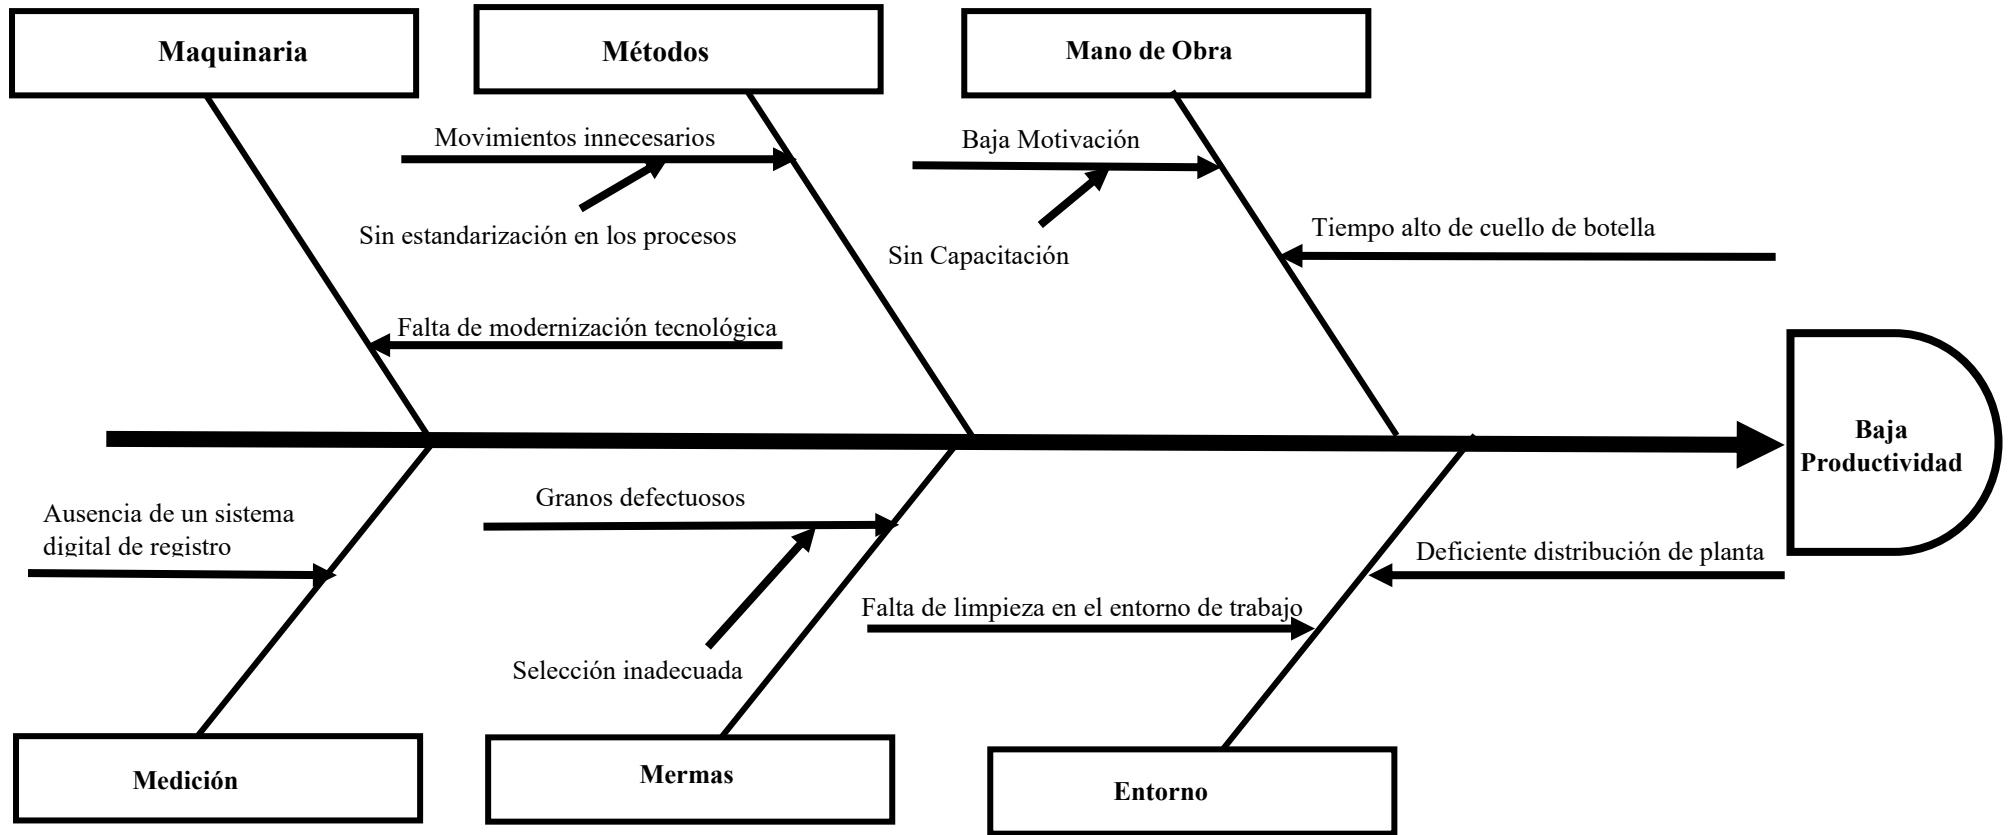 Maquinaria
Métodos
Mano de Obra
Movimientos innecesarios
Baja Motivación
Sin estandarización en los procesos
Sin Capacitación
Tiempo alto de cuello de botella
Falta de modernización tecnológica
Baja
Productividad
Ausencia de un sistema
digital de registro
Granos defectuosos
Deficiente distribución de planta
Falta de limpieza en el entorno de trabajo
Selección inadecuada
Medición
Mermas
Entorno